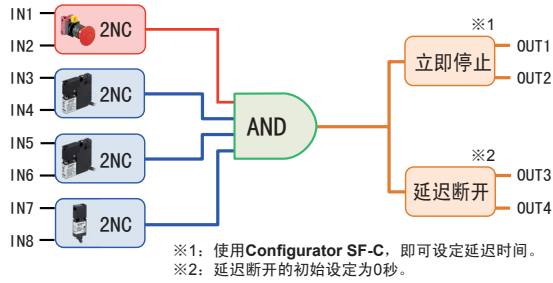 IN1
IN2
2NC
IN3
IN4
2NC
IN5
IN6
2NC
IN7
IN8
2NC
AND
※1
立即停止
OUT1
OUT2
※2
延迟断开
OUT3
OUT4
※1：使用Configurator SF-C，即可设定延迟时间。
※2：延迟断开的初始设定为0秒。